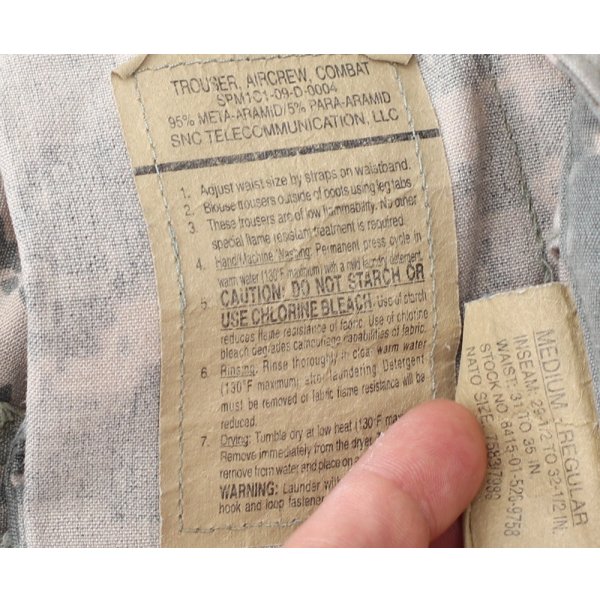 TROUSER, AIRCREW, COMBAT
SPM1C1-09-D-0004
95% META-ARAMID/5% PARA-ARAMID
SNC TELECOMMUNICATION, LLC
1. Adjust waist size by straps on waistband.
2. Blouse trousers outside of boots using leg tabs
3. These trousers are of low flammability. No other
special flame resistant treatment is required.
4. Hand/Machine Washing: Permanent press cycle in
warm water (130°F maximum) with a mild laundry detergent.
5. CAUTION: DO NOT STARCH OR
USE CHLORINE BLEACH. Use of starch
reduces flame resistance of fabric. Use of chlorine
bleach degrades camouflage capabilities of fabric.
6. Rinsing: Rinse thoroughly in clear warm water
(130°F maximum) after laundering. Detergent
must be removed or fabric flame resistance will be
reduced.
7. Drying: Tumble dry at low heat (130°F max
Remove immediately from the dryer.
remove from water and place on a
WARNING: Launder with
hook and loop fastener
MEDIUM - REGULAR
INSEAM: 29-1/2 TO 32-1/2 IN.
WAIST: 31 TO 35 IN.
STOCK NO. 8415-01-526-9758
NATO SIZE